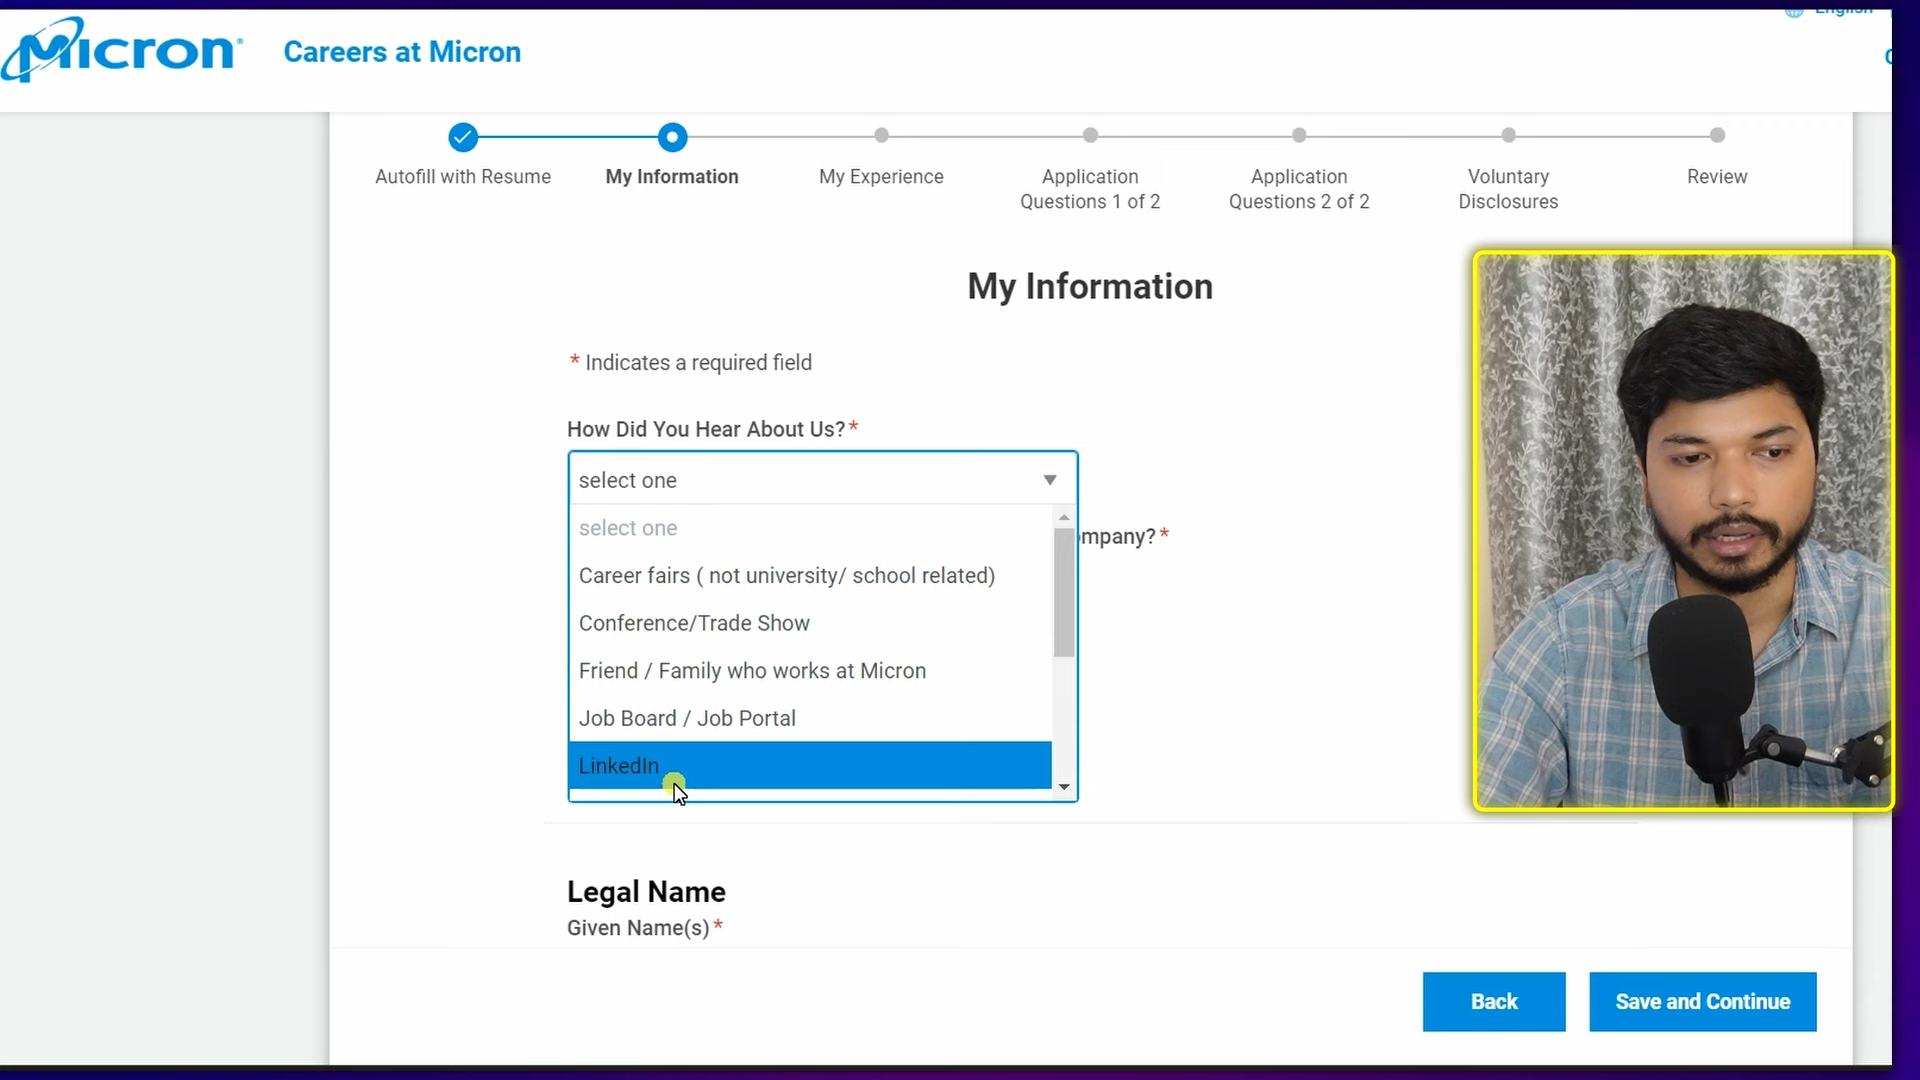 English
Micron
Careers at Micron
Autofill with Resume
My Information
My Experience
Application
Questions 1 of 2
Application
Questions 2 of 2
Voluntary
Disclosures
Review
My Information
* Indicates a required field
How Did You Hear About Us?*
select one
select one
ompany?*
Career fairs ( not university/ school related)
Conference/Trade Show
Friend / Family who works at Micron
Job Board / Job Portal
LinkedIn
Legal Name
Given Name(s)*
Back
Save and Continue